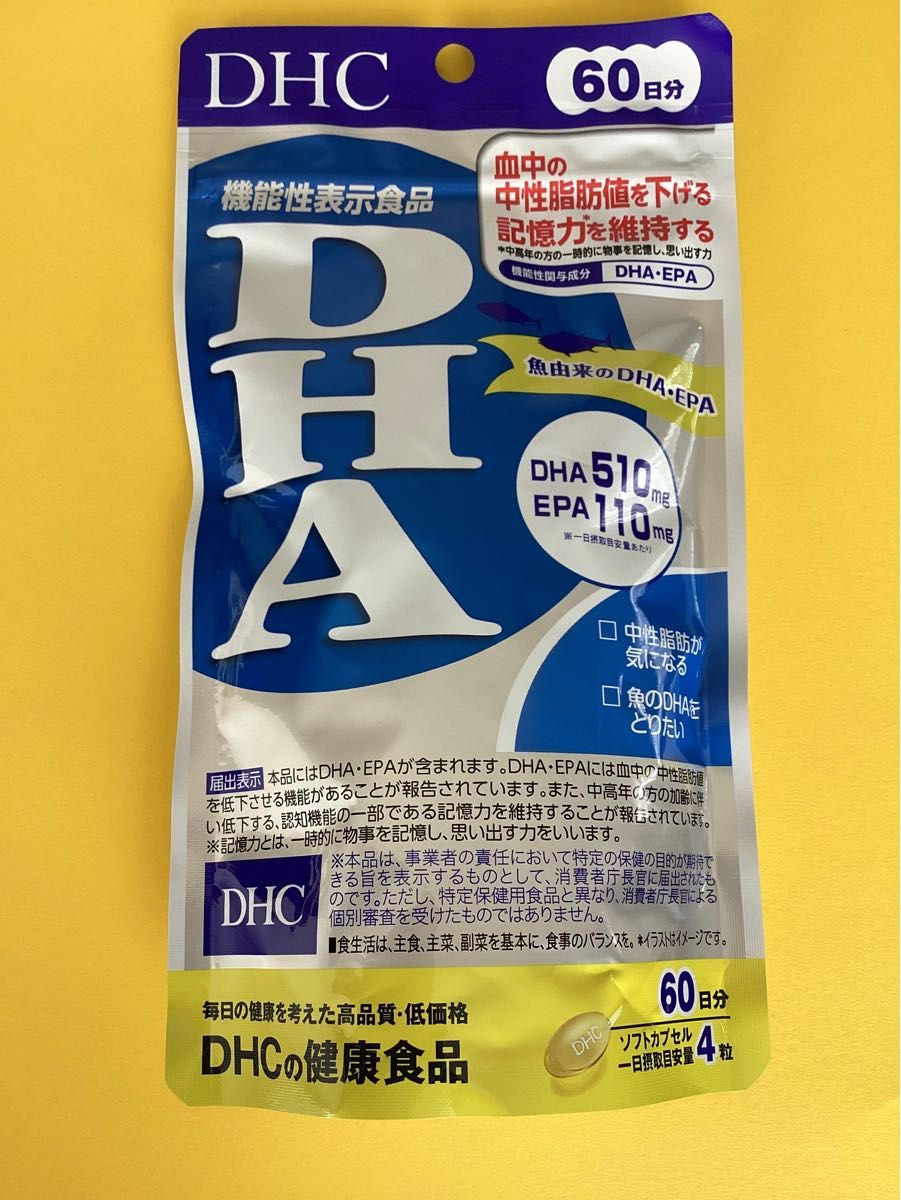 DHC
60日分
血中の
中性脂肪値を下げる
記憶力*を維持する
*中高年の方の一時的に物事を記憶し、思い出す力
機能性関与成分 DHA・EPA
機能性表示食品
DHA
魚由来のDHA・EPA
DHA 510mg
EPA 110mg
※一日摂取目安量あたり
□ 中性脂肪が
気になる
□ 魚のDHAを
とりたい
届出表示 本品にはDHA・EPAが含まれます。DHA・EPAには血中の中性脂肪値
を低下させる機能があることが報告されています。また、中高年の方の加齢に伴
い低下する、認知機能の一部である記憶力を維持することが報告されています。
※記憶力とは、一時的に物事を記憶し、思い出す力をいいます。
DHC
※本品は、事業者の責任において特定の保健の目的が期待で
きる旨を表示するものとして、消費者庁長官に届出されたも
のです。ただし、特定保健用食品と異なり、消費者庁長官による
個別審査を受けたものではありません。
■食生活は、主食、主菜、副菜を基本に、食事のバランスを。*イラストはイメージです。
毎日の健康を考えた高品質・低価格
DHCの健康食品
DHC
60日分
ソフトカプセル
一日摂取目安量 4粒